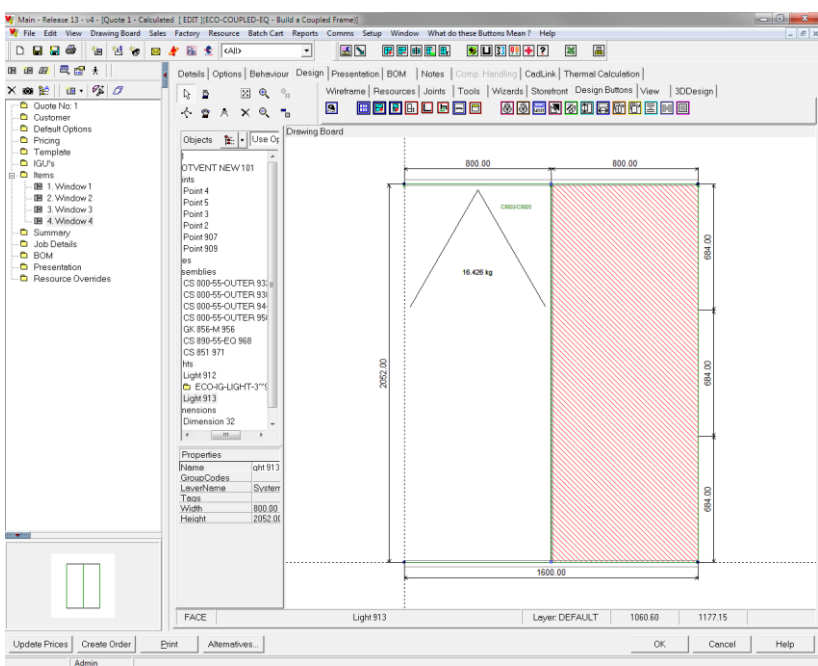 Main - Release 13 - v4 - [Quote 1 - Calculated [ EDIT ](ECO-COUPLED-EQ - Build a Coupled Frame)]
File Edit View Drawing Board Sales Factory Resource Batch Cart Reports Comms Setup Window What do these Buttons Mean ? Help
<All>
Details Options Behaviour Design Presentation BOM Notes Comp. Handling CadLink Thermal Calculation
Wireframe Resources Joints Tools Wizards Storefront Design Buttons View 3DDesign
Quote No: 1
Customer
Default Options
Pricing
Template
IGU's
Items
1. Window 1
2. Window 2
3. Window 3
4. Window 4
Summary
Job Details
BOM
Presentation
Resource Overrides
Objects Use Op
OTVENT NEW 101
ints
Point 4
Point 5
Point 3
Point 2
Point 907
Point 909
es
semblies
CS 000-55-OUTER 932
CS 000-55-OUTER 938
CS 000-55-OUTER 94
CS 000-55-OUTER 950
GK 856-M 956
CS 890-55-EQ 968
CS 851 971
hts
Light 912
ECO-IG-LIGHT-3~
Light 913
nensions
Dimension 32
Properties
Name ght 913
GroupCodes
LayerName System
Tags
Width 800.00
Height 2052.00
Drawing Board
800.00 800.00
16.426 kg
2052.00
684.00
684.00
684.00
1600.00
FACE Light 913 Layer: DEFAULT 1060.60 1177.15
Update Prices Create Order Print Alternatives... OK Cancel Help
Admin